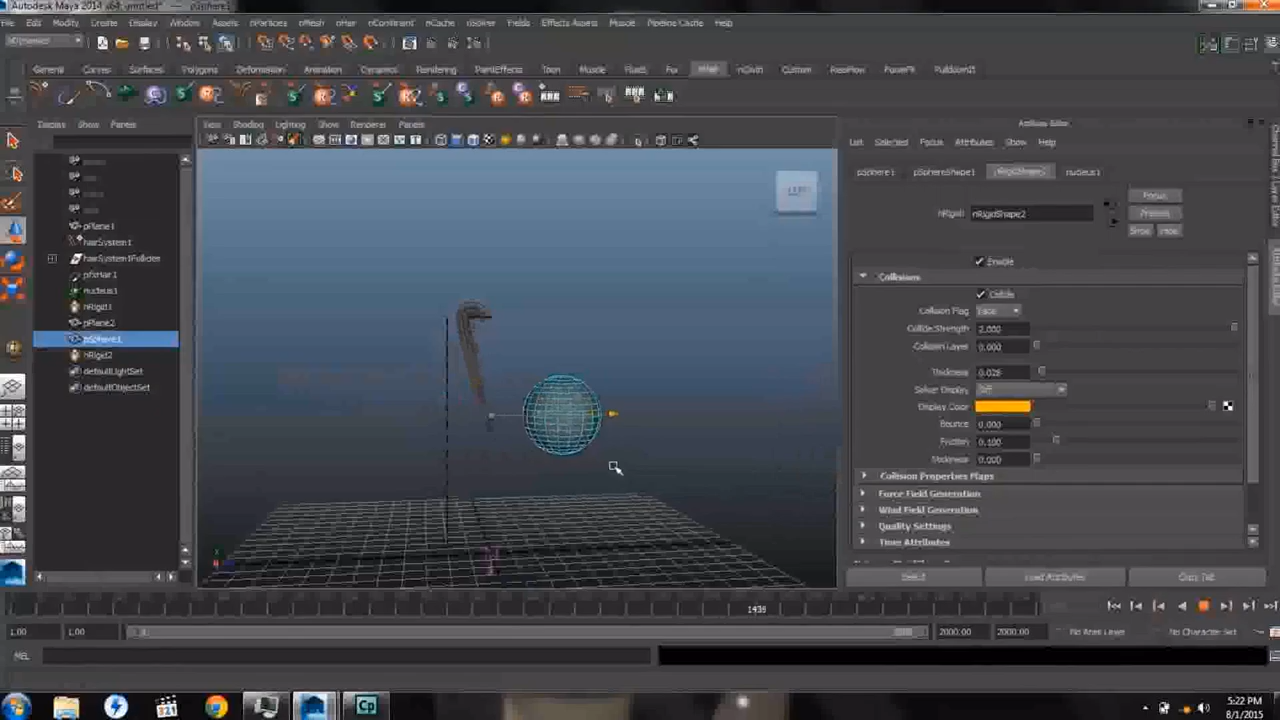 Autodesk Maya 2014 x64: untitled* --- pSphere1
File Edit Modify Create Display Window Assets nParticles nMesh nHair nConstraint nCache nSolver Fields Effects Assets Muscle Pipeline Cache Help
General Curves Surfaces Polygons Deformation Animation Dynamics Rendering PaintEffects Toon Muscle Fluids Fur nHair nCloth Custom
Display Show Panels
View Shading Lighting Show Renderer Panels
Attribute Editor
List Selected Focus Attributes Show Help
pSphere1 pSphereShape1 nRigidShape2 nucleus1
Focus
nRigid: nRigidShape2
Presets
Show Hide
pPlane1
hairSystem1
hairSystem1Follicles
pfxHair1
nucleus1
nRigid1
pPlane2
pSphere1
nRigid2
defaultLightSet
defaultObjectSet
LEFT
Enable
Collisions
Collide
Collision Flag Face
Collide Strength 2.000
Collision Layer 0.000
Thickness 0.026
Solver Display Off
Display Color
Bounce 0.000
Friction 0.100
Stickiness 0.000
Collision Properties Maps
Force Field Generation
Wind Field Generation
Quality Settings
Time Attributes
Select Load Attributes Copy Tab
1436
1.00 1.00 2000.00 2000.00 No Anim Layer No Character Set
MEL
Cp
5:22 PM
8/1/2015